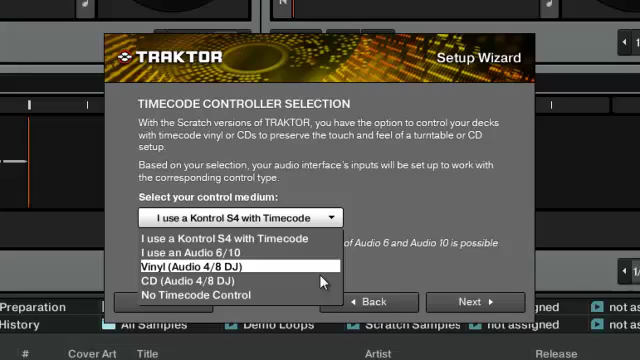 TRAKTOR
Setup Wizard
TIMECODE CONTROLLER SELECTION
With the Scratch versions of TRAKTOR, you have the option to control your decks
with timecode vinyl or CDs to preserve the touch and feel of a turntable or CD
setup.
Based on your selection, your audio interface's inputs will be set up to work with
the corresponding control type.
Select your control medium:
I use a Kontrol S4 with Timecode
I use a Kontrol S4 with Timecode
I use an Audio 6/10
of Audio 6 and Audio 10 is possible
Vinyl (Audio 4/8 DJ)
CD (Audio 4/8 DJ)
No Timecode Control
Back
Next
Preparation
not assigned
not assigned
History
All Samples
Demo Loops
Scratch Samples
not assigned
not assigned
#
Cover Art
Title
Artist
Release